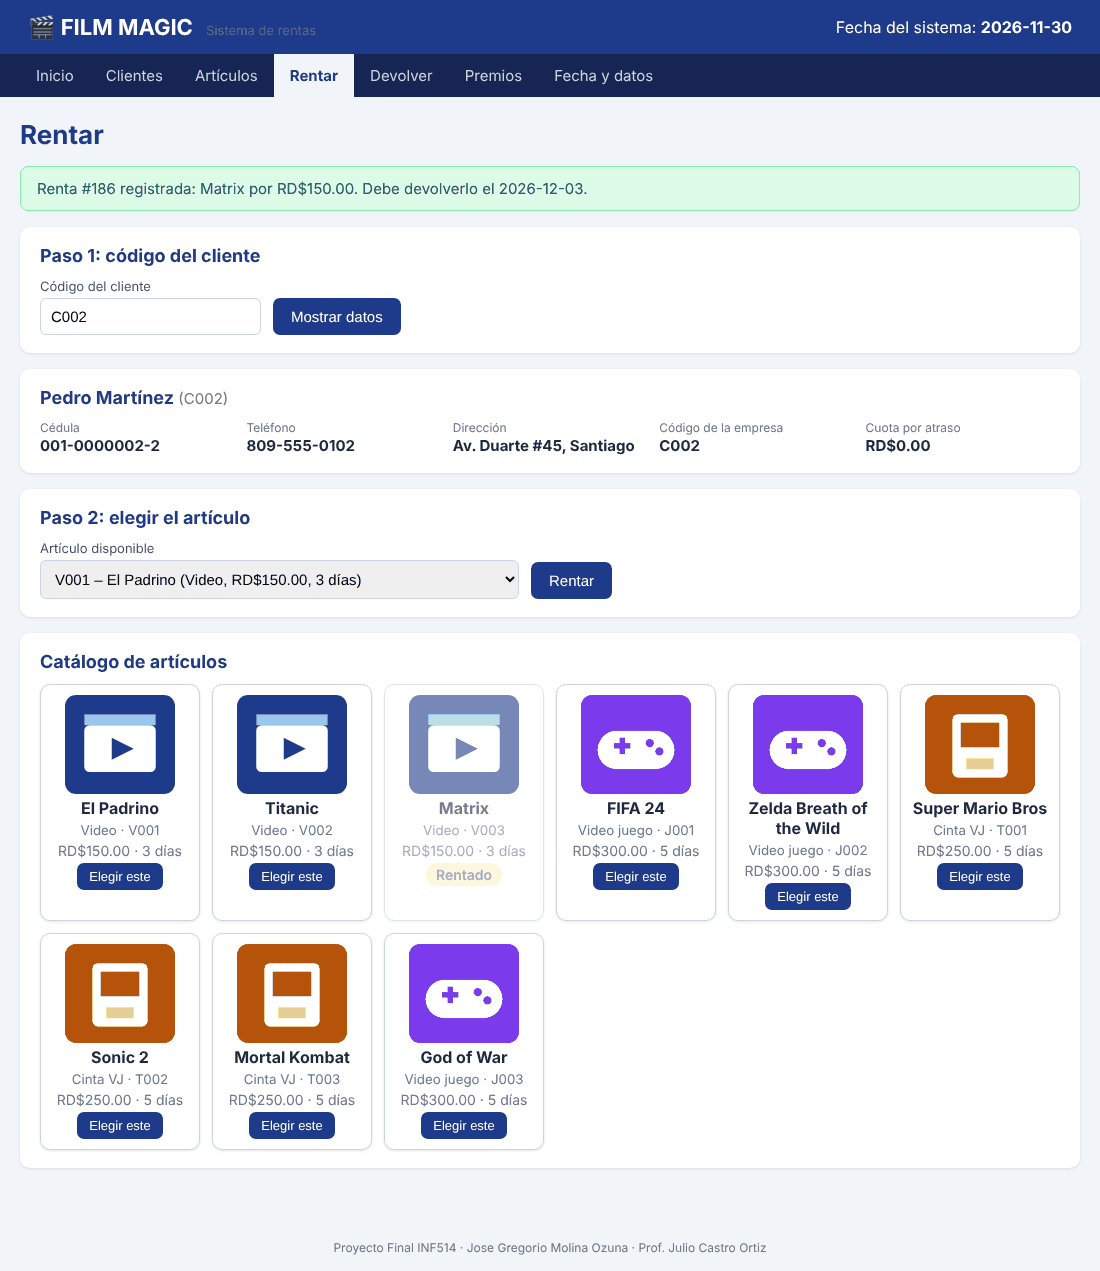 🎬 FILM MAGIC Sistema de rentas
Fecha del sistema: 2026-11-30
Inicio Clientes Artículos Rentar Devolver Premios Fecha y datos
Rentar
Renta #186 registrada: Matrix por RD$150.00. Debe devolverlo el 2026-12-03.
Paso 1: código del cliente
Código del cliente
C002 Mostrar datos
Pedro Martínez (C002)
Cédula Teléfono Dirección Código de la empresa Cuota por atraso
001-0000002-2 809-555-0102 Av. Duarte #45, Santiago C002 RD$0.00
Paso 2: elegir el artículo
Artículo disponible
V001 – El Padrino (Video, RD$150.00, 3 días) Rentar
Catálogo de artículos
El Padrino
Video · V001
RD$150.00 · 3 días
Elegir este
Titanic
Video · V002
RD$150.00 · 3 días
Elegir este
Matrix
Video · V003
RD$150.00 · 3 días
Rentado
FIFA 24
Video juego · J001
RD$300.00 · 5 días
Elegir este
Zelda Breath of
the Wild
Video juego · J002
RD$300.00 · 5 días
Elegir este
Super Mario Bros
Cinta VJ · T001
RD$250.00 · 5 días
Elegir este
Sonic 2
Cinta VJ · T002
RD$250.00 · 5 días
Elegir este
Mortal Kombat
Cinta VJ · T003
RD$250.00 · 5 días
Elegir este
God of War
Video juego · J003
RD$300.00 · 5 días
Elegir este
Proyecto Final INF514 · Jose Gregorio Molina Ozuna · Prof. Julio Castro Ortiz